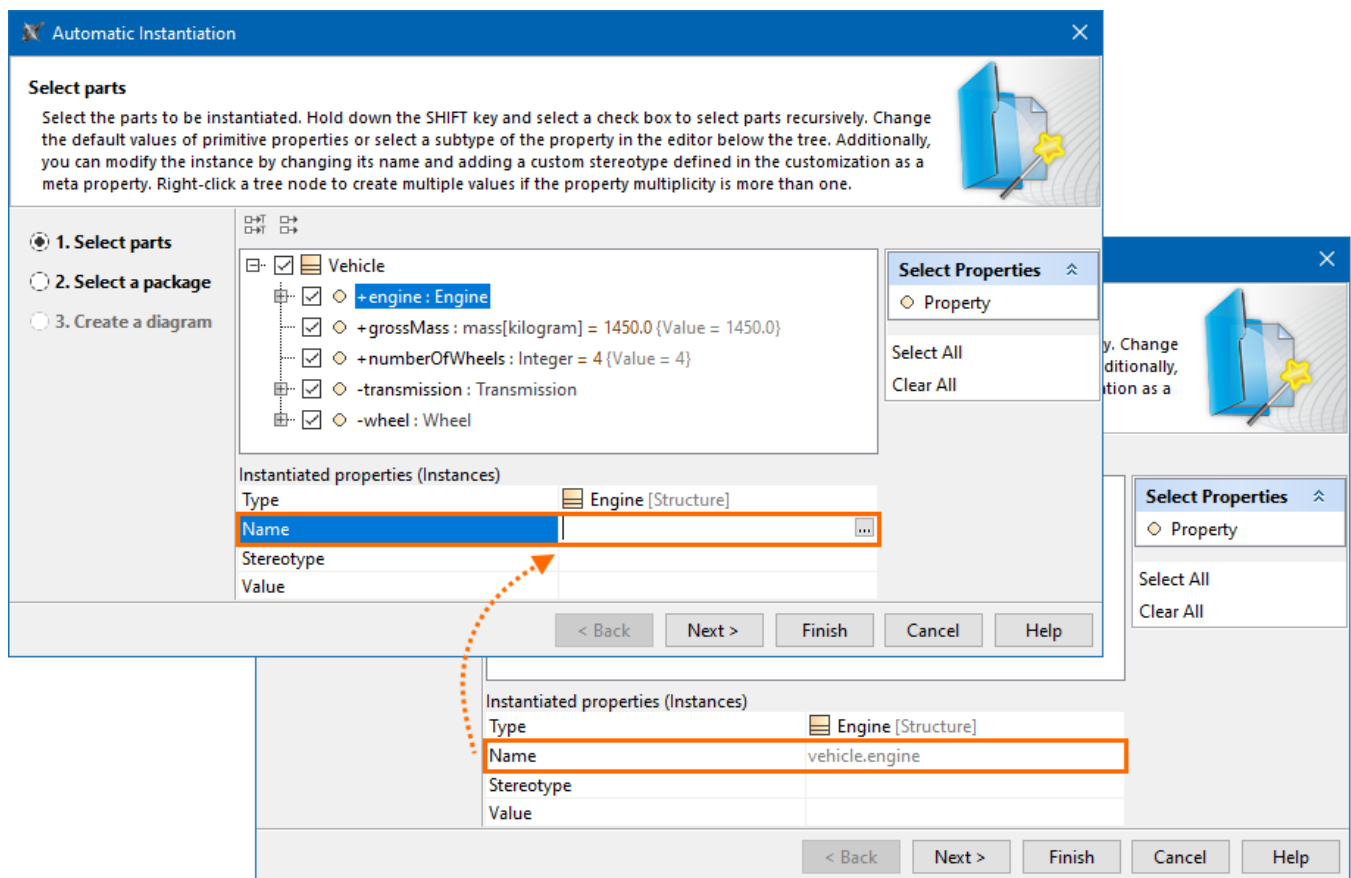 Automatic Instantiation
Select parts
Select the parts to be instantiated. Hold down the SHIFT key and select a check box to select parts recursively. Change
the default values of primitive properties or select a subtype of the property in the editor below the tree. Additionally,
you can modify the instance by changing its name and adding a custom stereotype defined in the customization as a
meta property. Right-click a tree node to create multiple values if the property multiplicity is more than one.
1. Select parts
2. Select a package
3. Create a diagram
Vehicle
+engine : Engine
+grossMass : mass[kilogram] = 1450.0 {Value = 1450.0}
+numberOfWheels : Integer = 4 {Value = 4}
-transmission : Transmission
-wheel : Wheel
Select Properties
Property
Select All
Clear All
Instantiated properties (Instances)
Type Engine [Structure]
Name ...
Stereotype
Value
< Back Next > Finish Cancel Help
y. Change
ditionally,
ation as a
Select Properties
Property
Select All
Clear All
Instantiated properties (Instances)
Type Engine [Structure]
Name vehicle.engine
Stereotype
Value
< Back Next > Finish Cancel Help